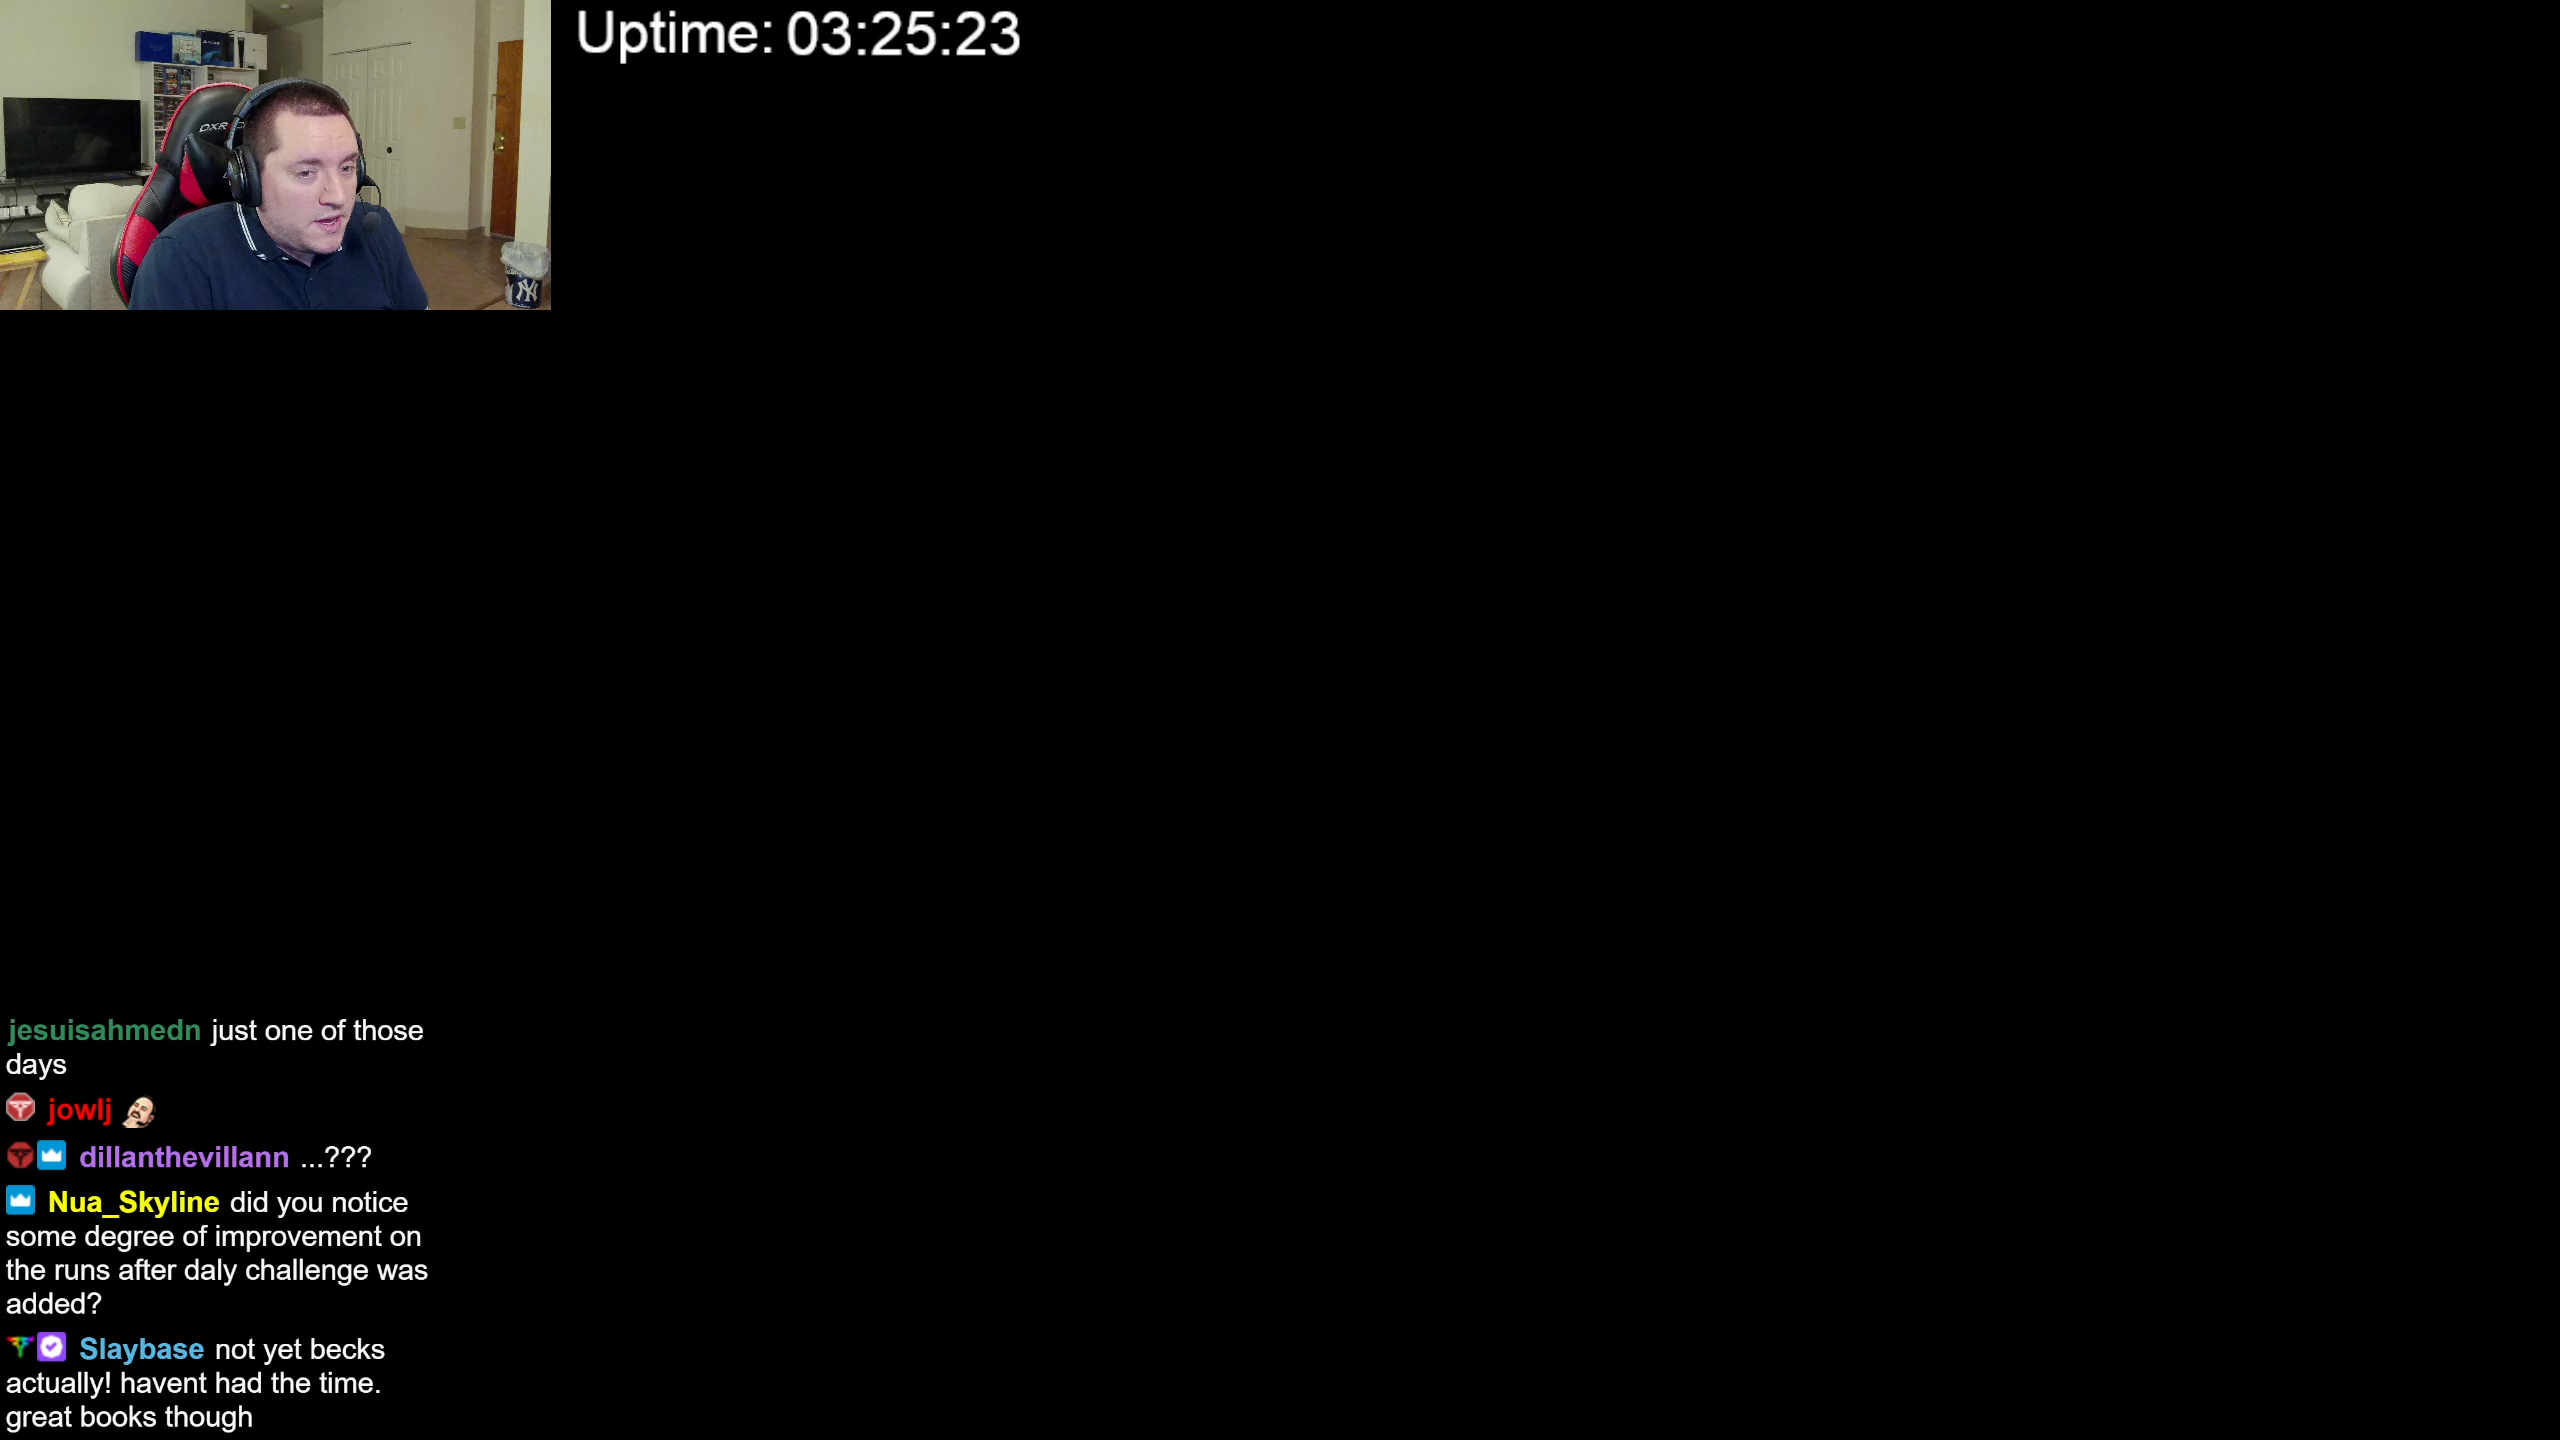 Uptime: 03:25:23
DXR
NY
jesuisahmedn just one of those
days
jowlj
dillanthevillann ...???
Nua_Skyline did you notice
some degree of improvement on
the runs after daly challenge was
added?
Slaybase not yet becks
actually! havent had the time.
great books though